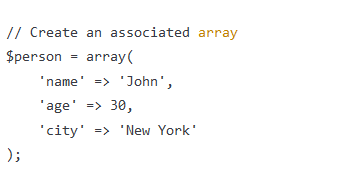 // Create an associated array
$person = array(
    'name' => 'John',
    'age' => 30,
    'city' => 'New York'
);